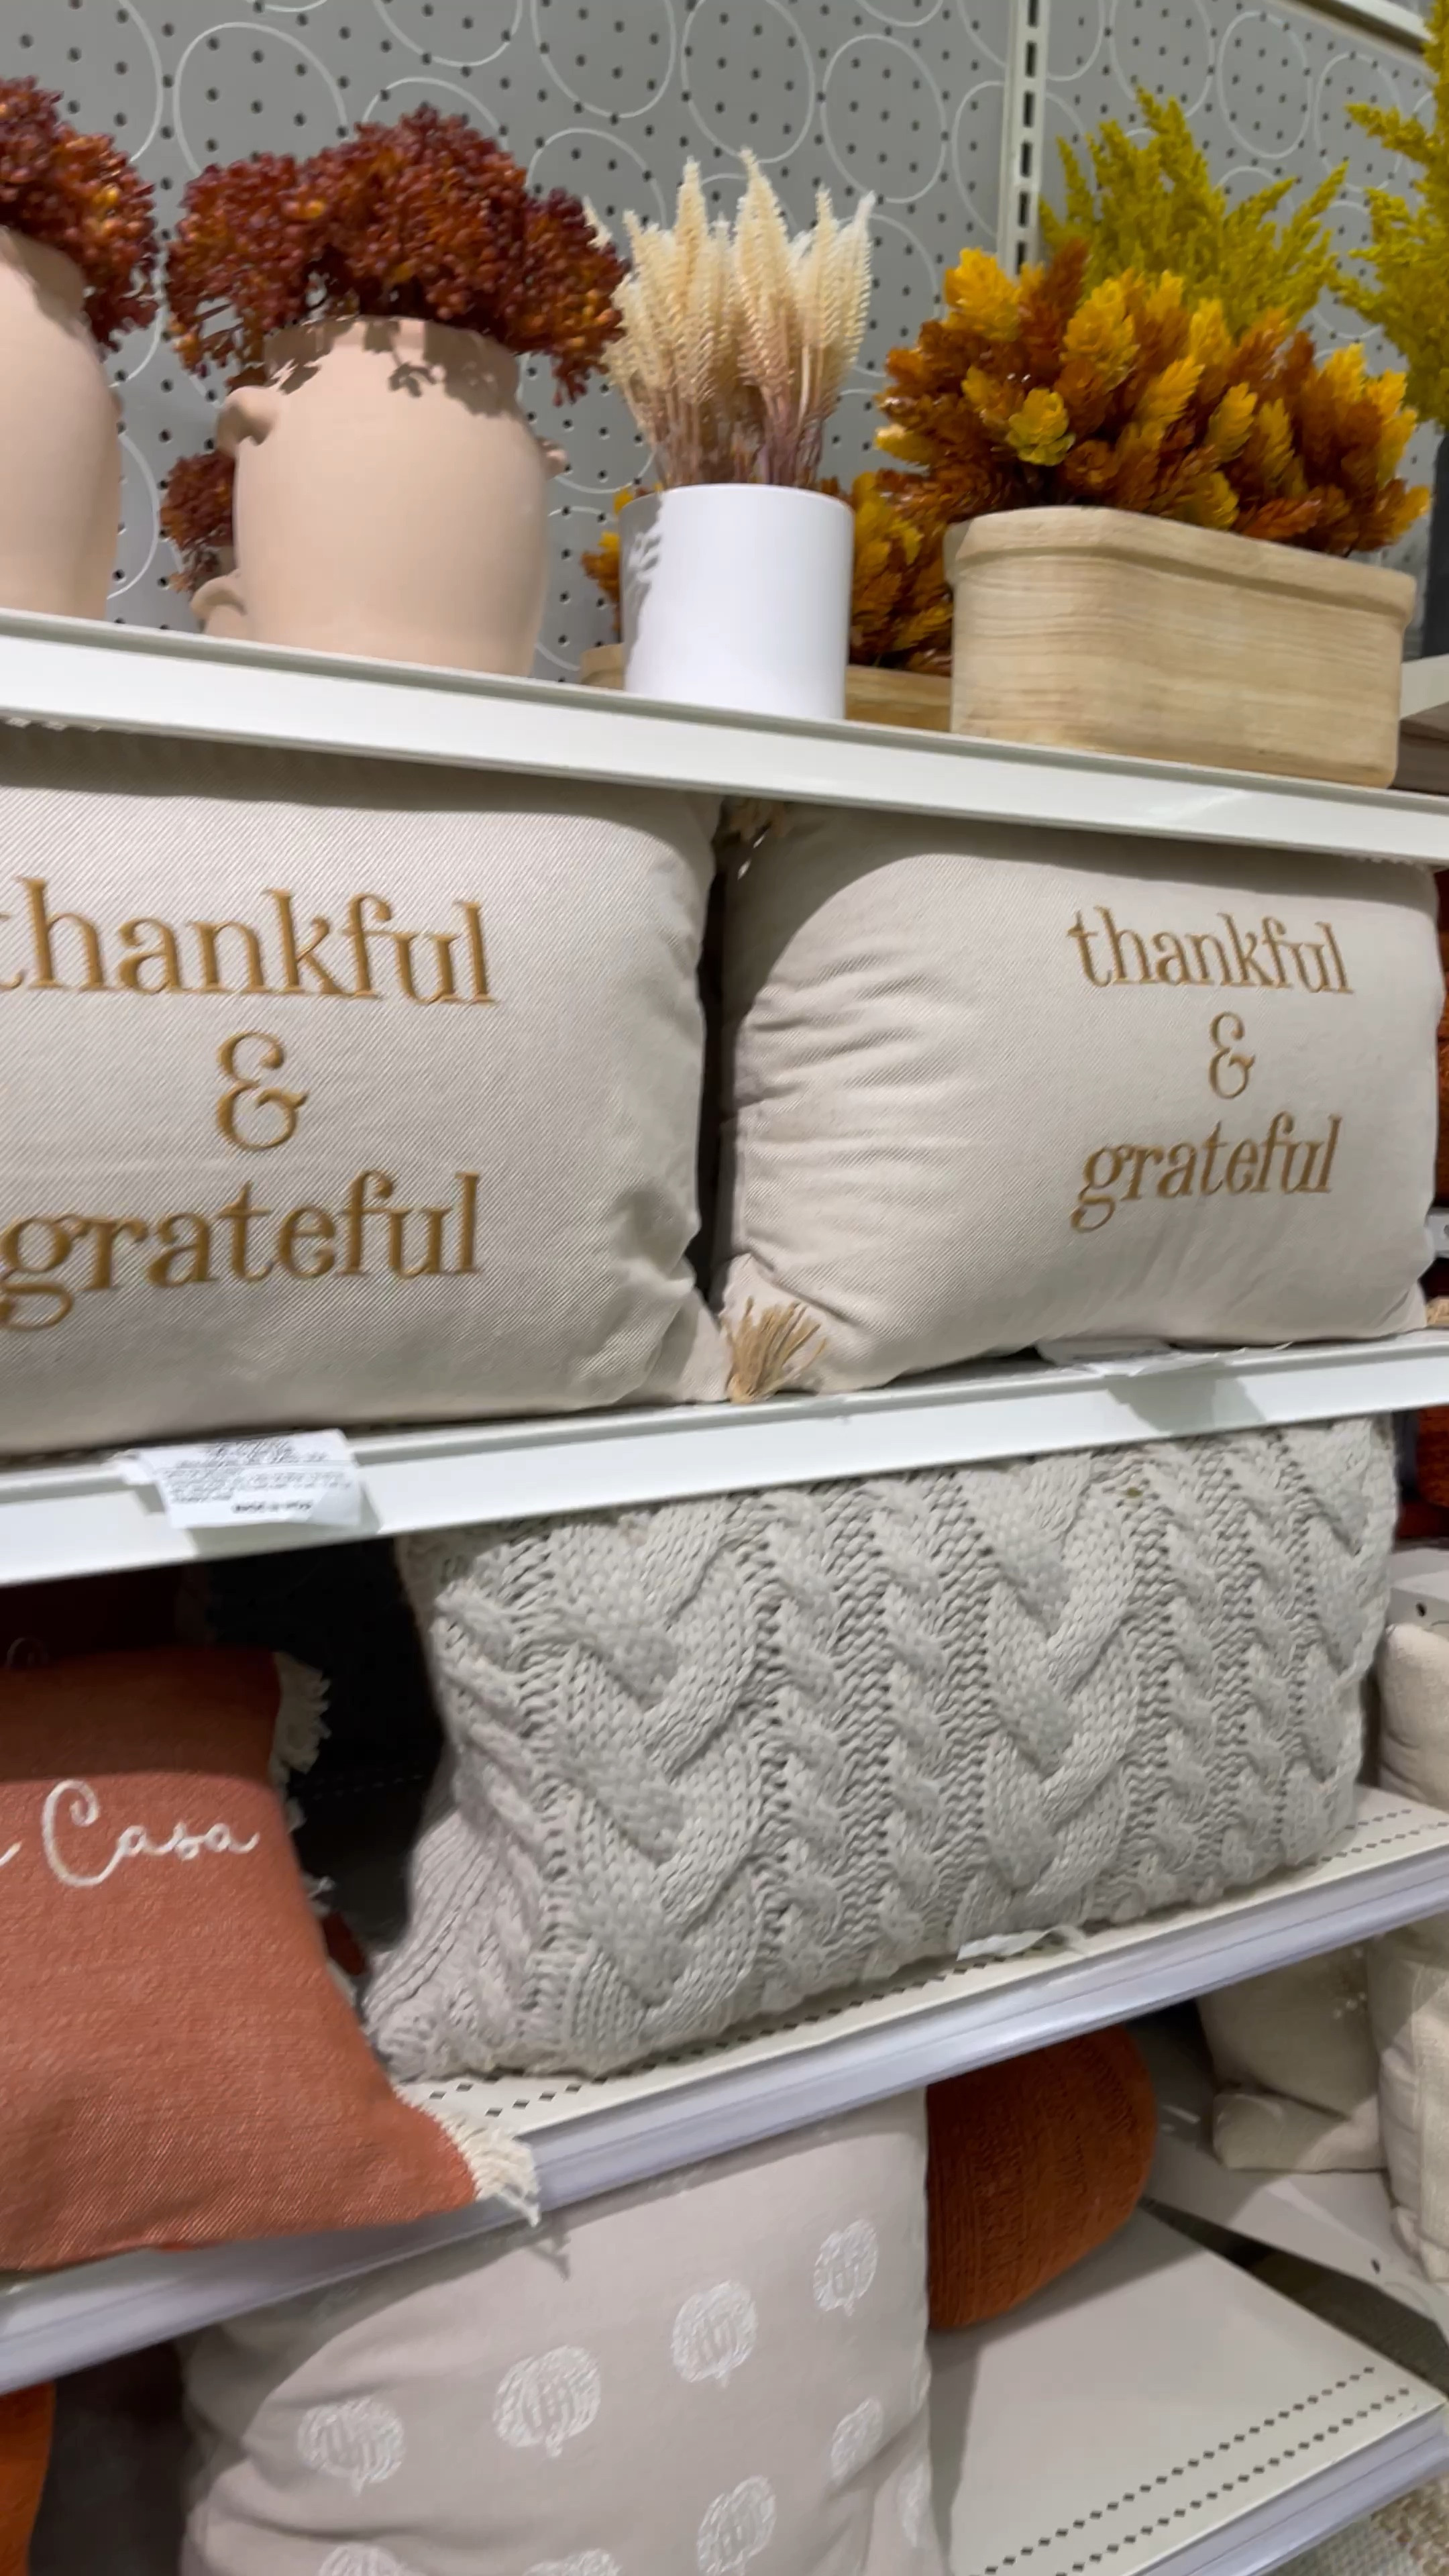 thankful
&
grateful
thankful
&
grateful
Casa